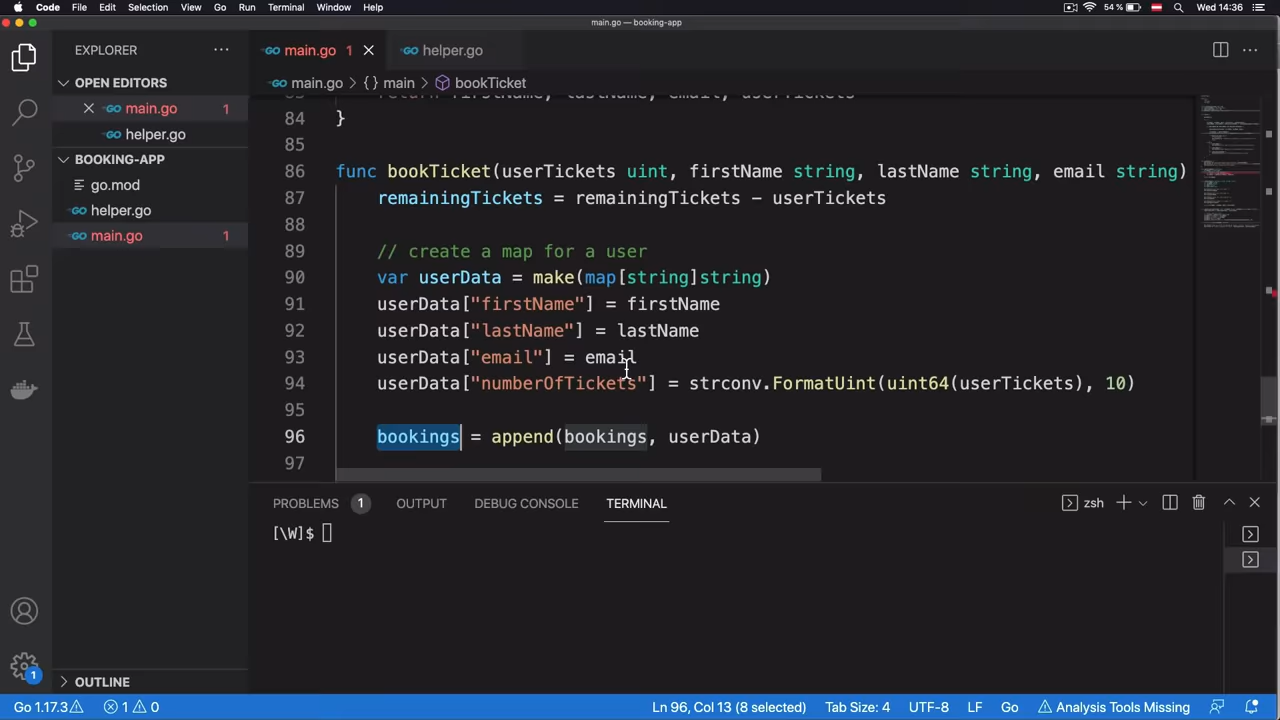 Code File Edit Selection View Go Run Terminal Window Help 54% Wed 14:36
main.go — booking-app
EXPLORER
main.go 1
helper.go
OPEN EDITORS
main.go > {} main > bookTicket
main.go 1
helper.go
BOOKING-APP
go.mod
helper.go
main.go 1
return firstName, lastName, email, userTickets
84 }
85
86 func bookTicket(userTickets uint, firstName string, lastName string, email string)
87 remainingTickets = remainingTickets - userTickets
88
89 // create a map for a user
90 var userData = make(map[string]string)
91 userData["firstName"] = firstName
92 userData["lastName"] = lastName
93 userData["email"] = email
94 userData["numberOfTickets"] = strconv.FormatUint(uint64(userTickets), 10)
95
96 bookings = append(bookings, userData)
97
PROBLEMS 1 OUTPUT DEBUG CONSOLE TERMINAL zsh
[\W]$
1
OUTLINE
Go 1.17.3 1 0 Ln 96, Col 13 (8 selected) Tab Size: 4 UTF-8 LF Go Analysis Tools Missing